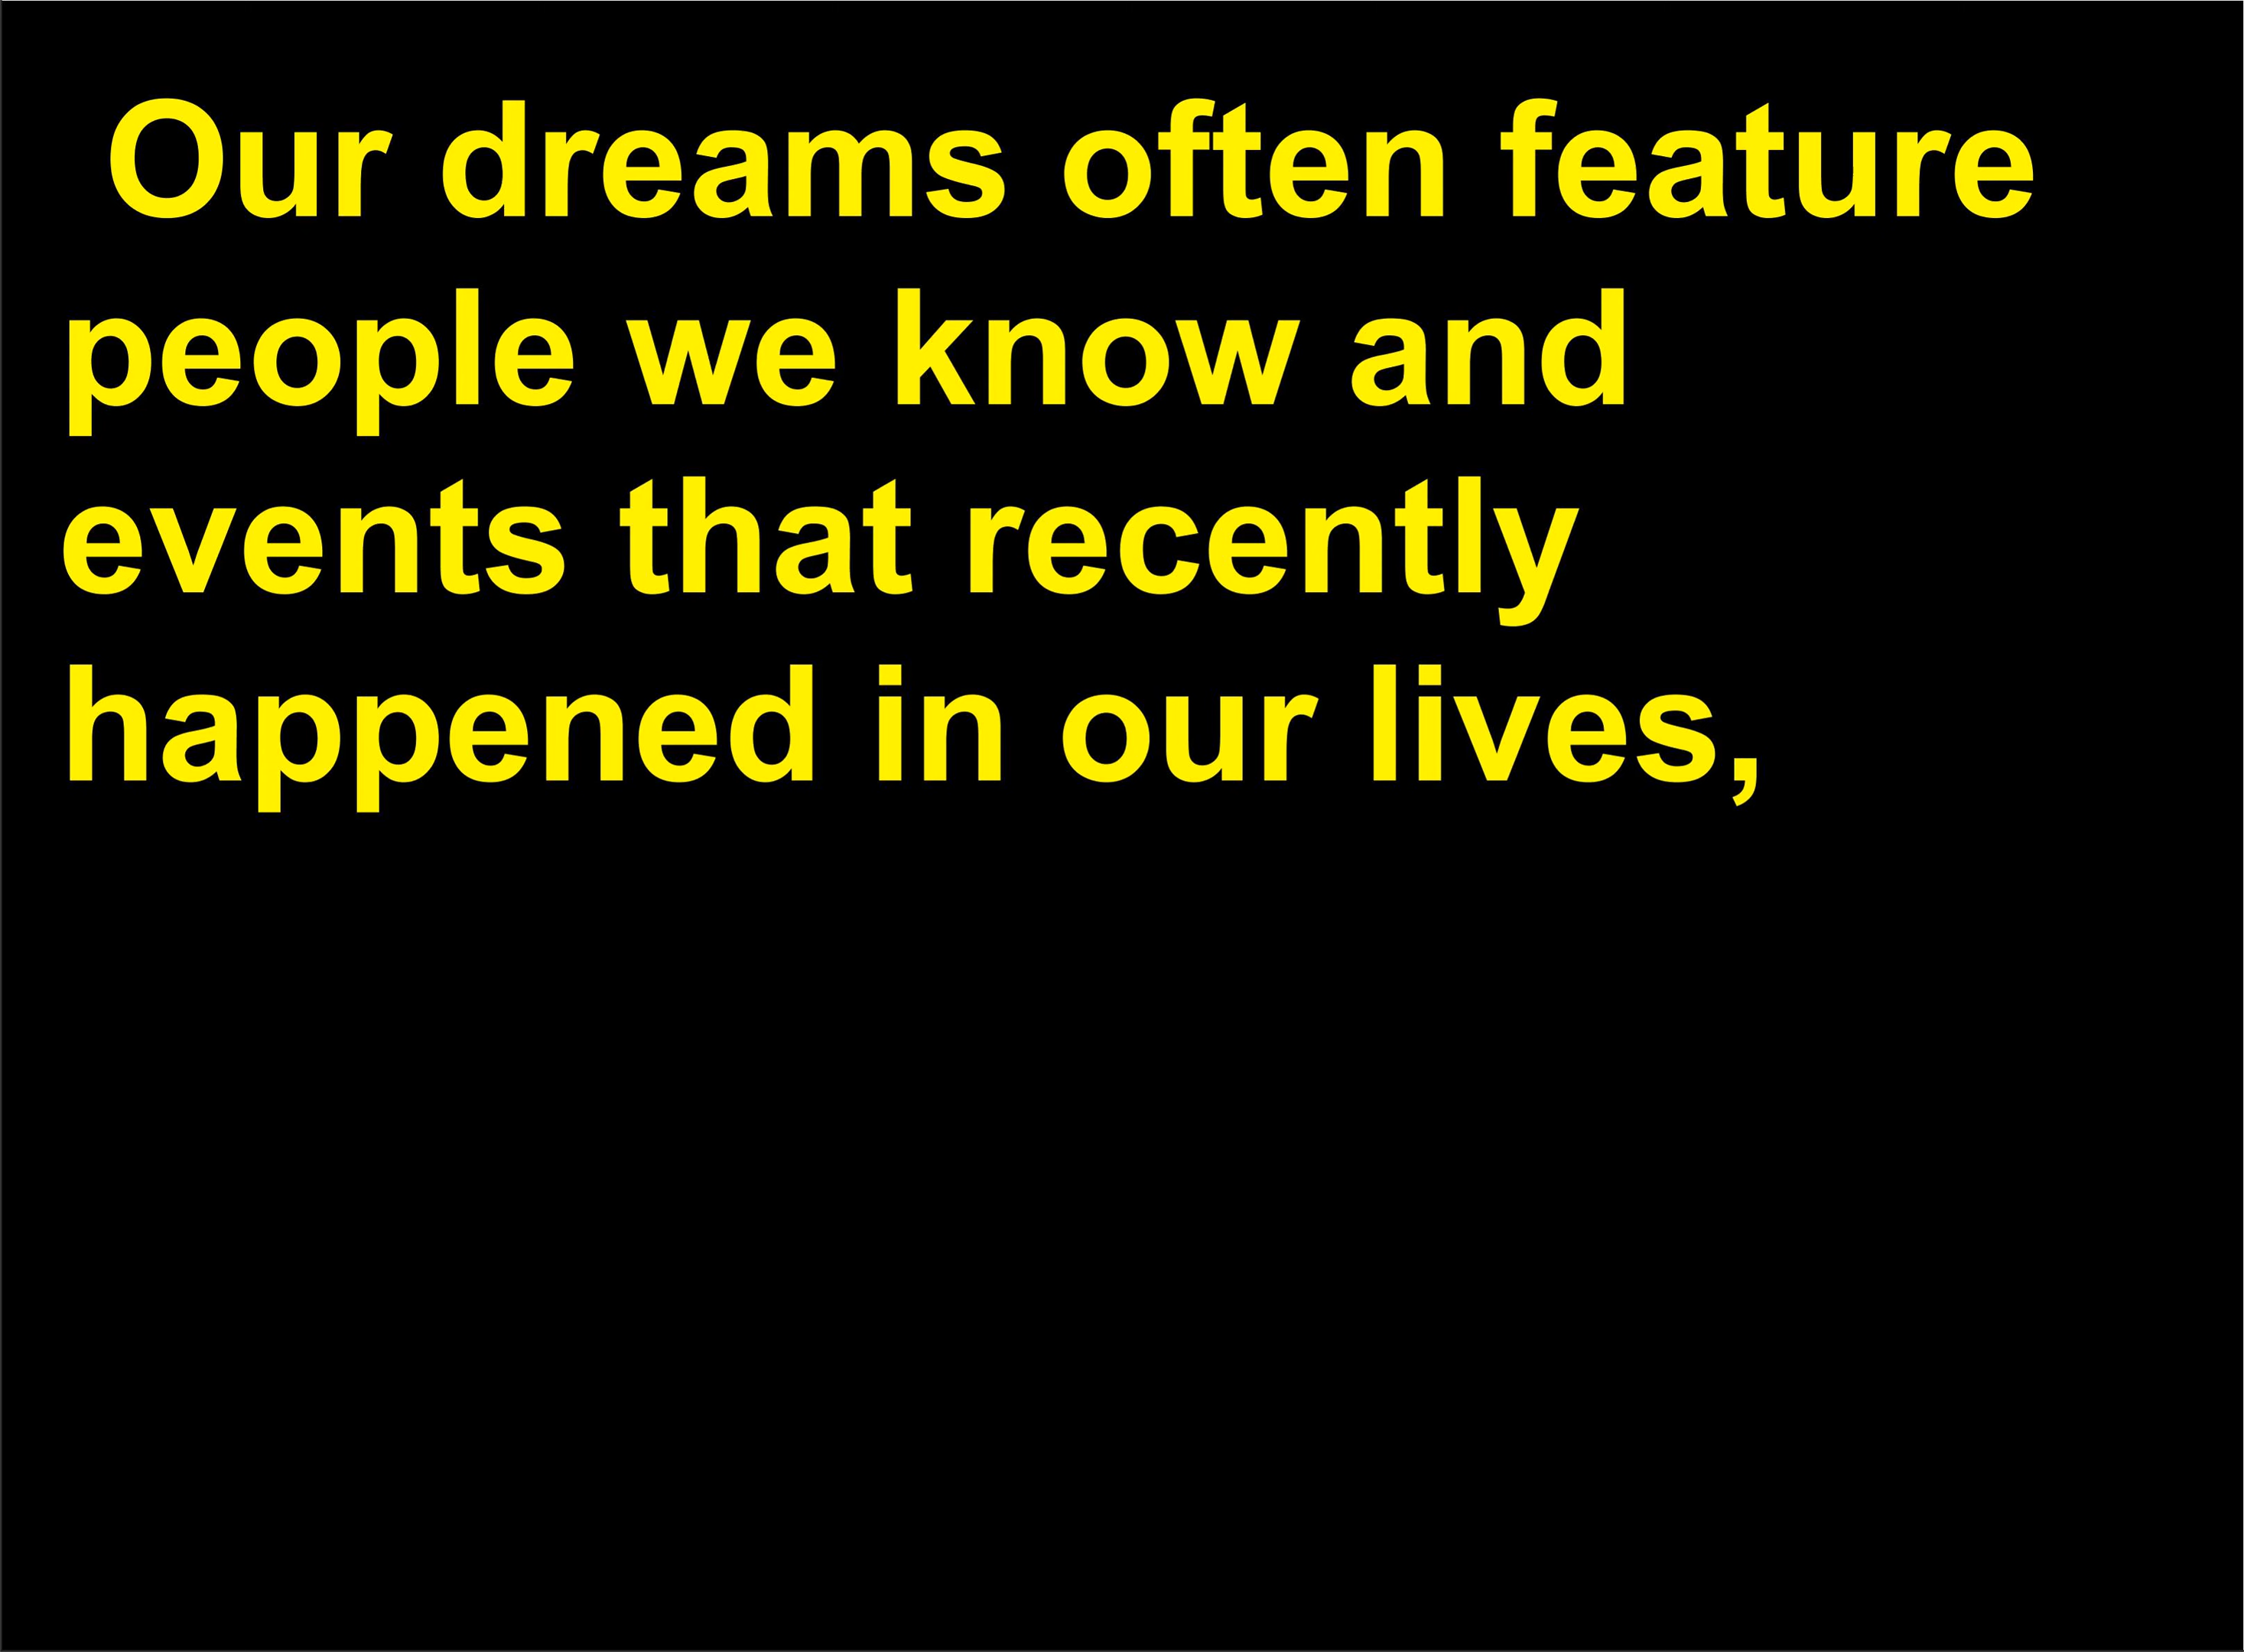 Our dreams often feature
people we know and
events that recently
happened in our lives,